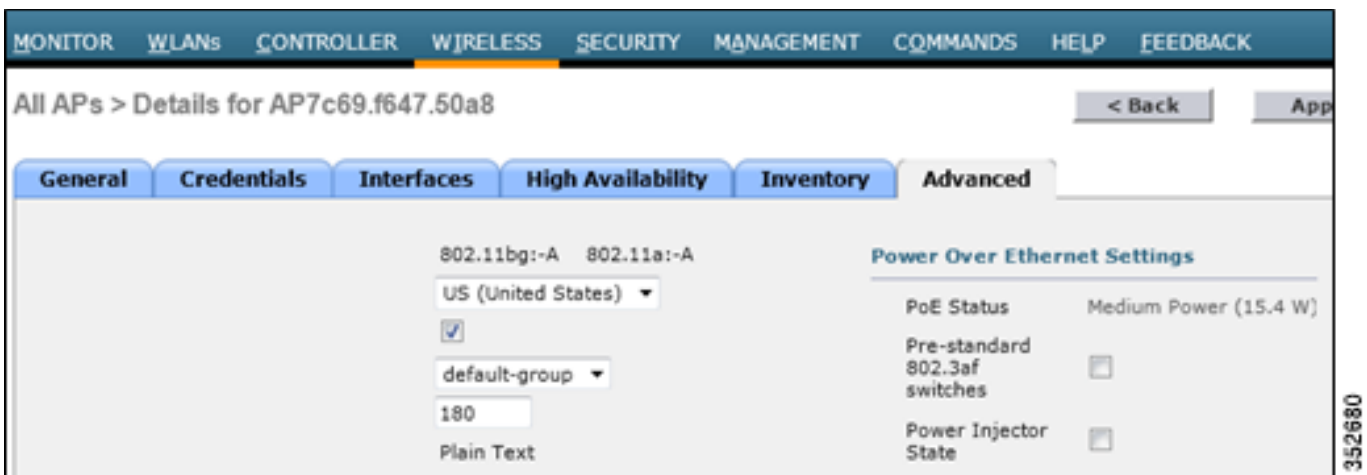 MONITOR WLANs CONTROLLER WIRELESS SECURITY MANAGEMENT COMMANDS HELP FEEDBACK
All APs > Details for AP7c69.f647.50a8
< Back
App
General Credentials Interfaces High Availability Inventory Advanced
802.11bg:-A 802.11a:-A
US (United States)
default-group
180
Plain Text
Power Over Ethernet Settings
PoE Status Medium Power (15.4 W)
Pre-standard
802.3af
switches
Power Injector
State
352680